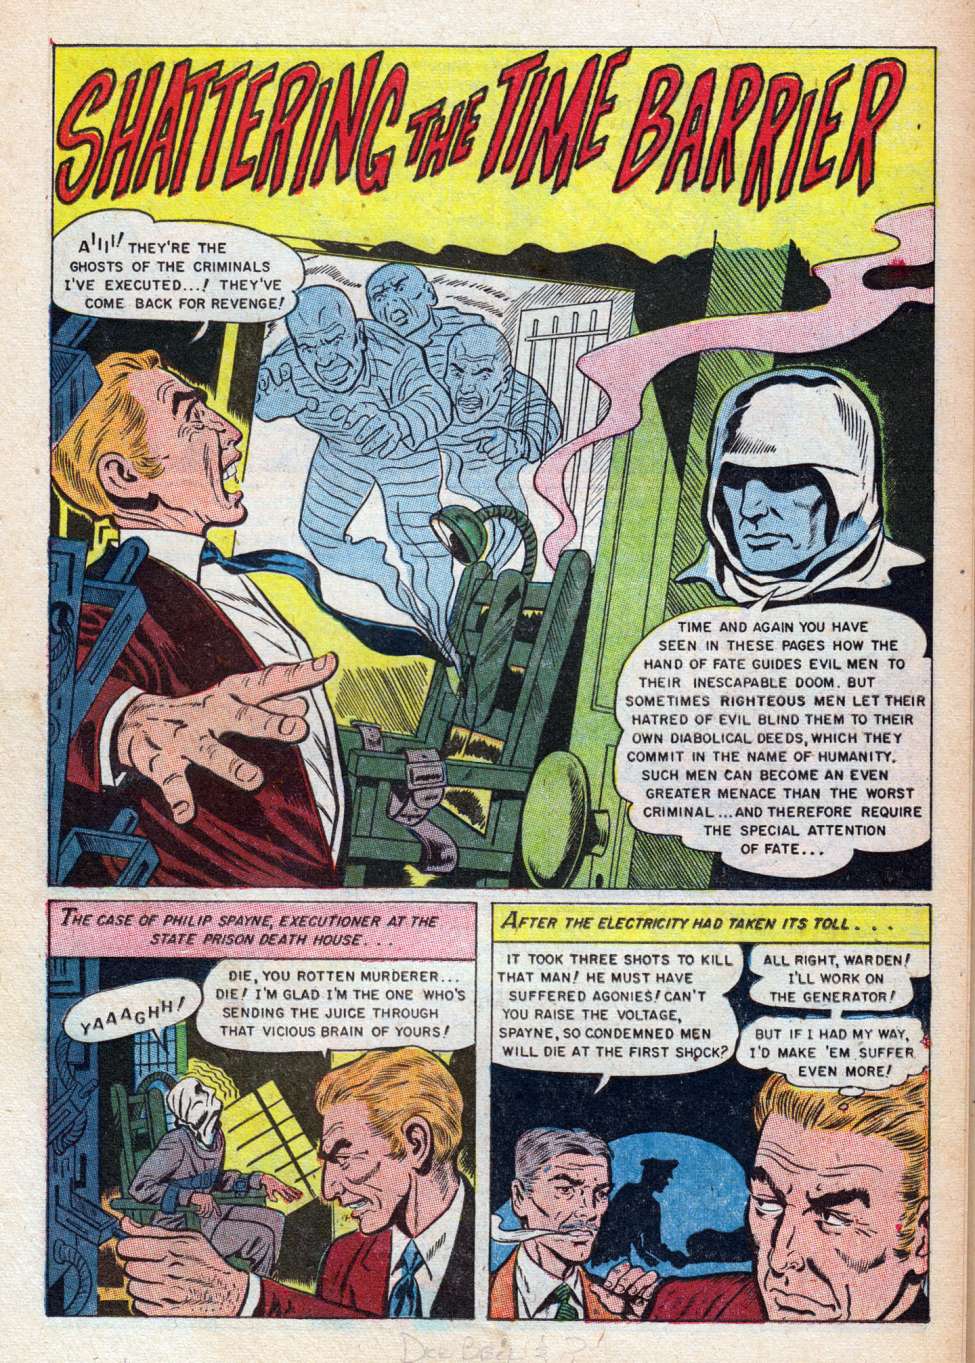 SHATTERING THE TIME BARRIER
AIIII! THEY'RE THE
GHOSTS OF THE CRIMINALS
I'VE EXECUTED...! THEY'VE
COME BACK FOR REVENGE!
TIME AND AGAIN YOU HAVE
SEEN IN THESE PAGES HOW THE
HAND OF FATE GUIDES EVIL MEN TO
THEIR INESCAPABLE DOOM. BUT
SOMETIMES RIGHTEOUS MEN LET THEIR
HATRED OF EVIL BLIND THEM TO THEIR
OWN DIABOLICAL DEEDS, WHICH THEY
COMMIT IN THE NAME OF HUMANITY.
SUCH MEN CAN BECOME AN EVEN
GREATER MENACE THAN THE WORST
CRIMINAL...AND THEREFORE REQUIRE
THE SPECIAL ATTENTION
OF FATE...
THE CASE OF PHILIP SPAYNE, EXECUTIONER AT THE
STATE PRISON DEATH HOUSE...
YAAAGHH!
DIE, YOU ROTTEN MURDERER...
DIE! I'M GLAD I'M THE ONE WHO'S
SENDING THE JUICE THROUGH
THAT VICIOUS BRAIN OF YOURS!
AFTER THE ELECTRICITY HAD TAKEN ITS TOLL...
IT TOOK THREE SHOTS TO KILL
THAT MAN! HE MUST HAVE
SUFFERED AGONIES! CAN'T
YOU RAISE THE VOLTAGE,
SPAYNE, SO CONDEMNED MEN
WILL DIE AT THE FIRST SHOCK?
ALL RIGHT, WARDEN!
I'LL WORK ON
THE GENERATOR!
BUT IF I HAD MY WAY,
I'D MAKE 'EM SUFFER
EVEN MORE!